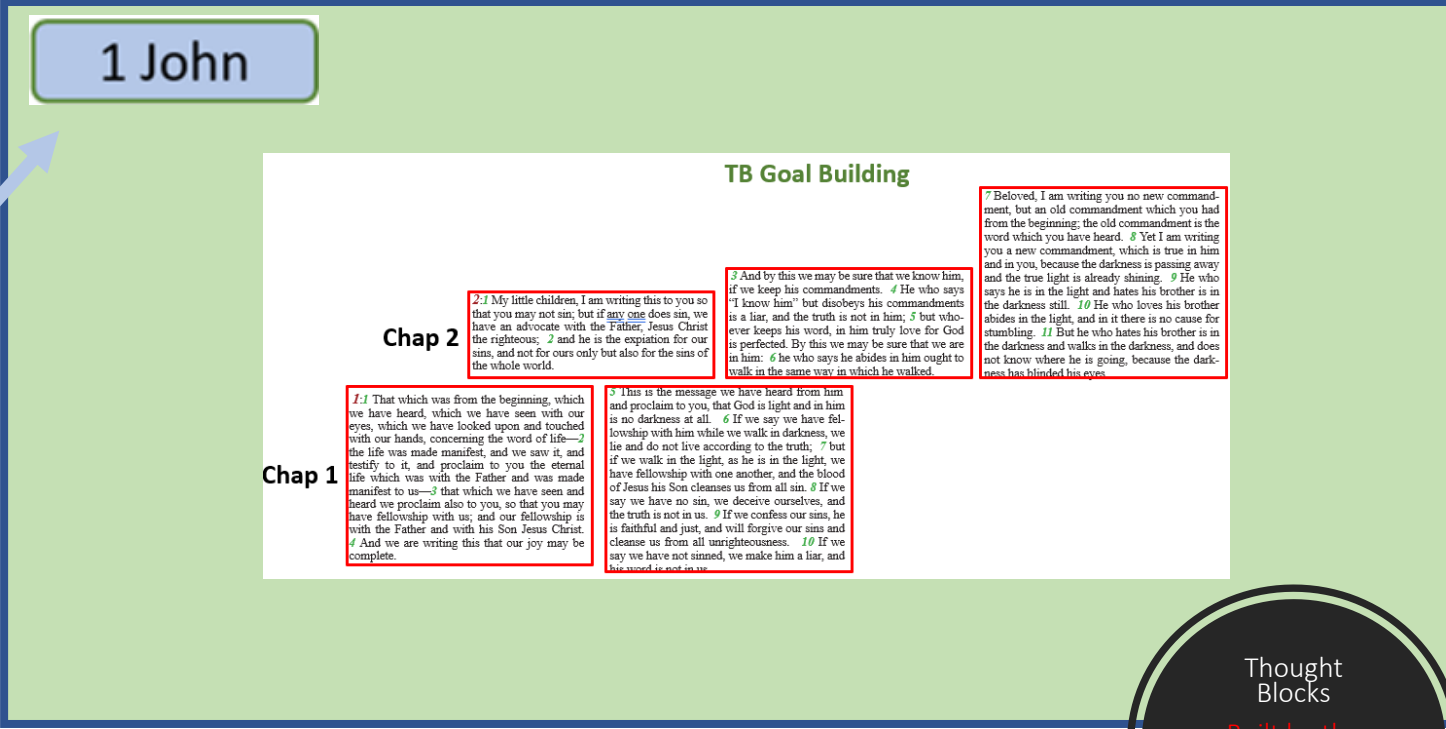 1 John
TB Goal Building
7 Beloved, I am writing you no new command-
ment, but an old commandment which you had
from the beginning; the old commandment is the
word which you have heard. 8 Yet I am writing
you a new commandment, which is true in him
and in you, because the darkness is passing away
and the true light is already shining. 9 He who
says he is in the light and hates his brother is in
the darkness still. 10 He who loves his brother
abides in the light, and in it there is no cause for
stumbling. 11 But he who hates his brother is in
the darkness and walks in the darkness, and does
not know where he is going, because the dark-
ness has blinded his eyes
3 And by this we may be sure that we know him,
if we keep his commandments. 4 He who says
“I know him” but disobeys his commandments
is a liar, and the truth is not in him; 5 but who-
ever keeps his word, in him truly love for God
is perfected. By this we may be sure that we are
in him: 6 he who says he abides in him ought to
walk in the same way in which he walked.
Chap 2
2:1 My little children, I am writing this to you so
that you may not sin; but if any one does sin, we
have an advocate with the Father, Jesus Christ
the righteous; 2 and he is the expiation for our
sins, and not for ours only but also for the sins of
the whole world.
Chap 1
1:1 That which was from the beginning, which
we have heard, which we have seen with our
eyes, which we have looked upon and touched
with our hands, concerning the word of life—2
the life was made manifest, and we saw it, and
testify to it, and proclaim to you the eternal
life which was with the Father and was made
manifest to us—3 that which we have seen and
heard we proclaim also to you, so that you may
have fellowship with us; and our fellowship is
with the Father and with his Son Jesus Christ.
4 And we are writing this that our joy may be
complete.
5 This is the message we have heard from him
and proclaim to you, that God is light and in him
is no darkness at all. 6 If we say we have fel-
lowship with him while we walk in darkness, we
lie and do not live according to the truth; 7 but
if we walk in the light, as he is in the light, we
have fellowship with one another, and the blood
of Jesus his Son cleanses us from all sin. 8 If we
say we have no sin, we deceive ourselves, and
the truth is not in us. 9 If we confess our sins, he
is faithful and just, and will forgive our sins and
cleanse us from all unrighteousness. 10 If we
say we have not sinned, we make him a liar, and
his word is not in us
Thought
Blocks